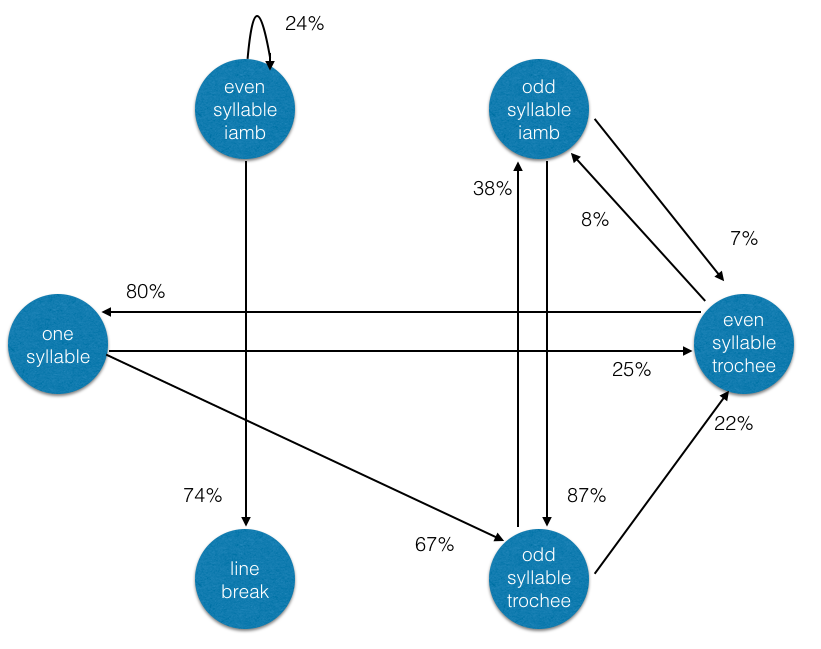 24%
even
syllable
iamb
odd
syllable
iamb
38%
8%
7%
80%
one
syllable
even
syllable
trochee
25%
22%
74%
87%
67%
line
break
odd
syllable
trochee